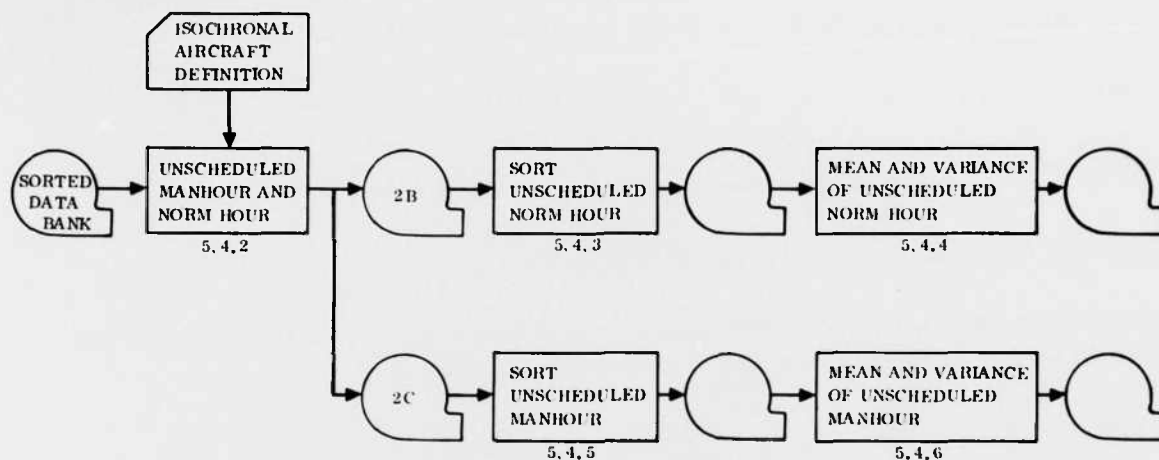 ISOCHRONAL
AIRCRAFT
DEFINITION
SORTED
DATA
BANK
UNSCHEDULED
MANHOUR AND
NORM HOUR
5.4.2
2B
SORT
UNSCHEDULED
NORM HOUR
5.4.3
MEAN AND VARIANCE
OF UNSCHEDULED
NORM HOUR
5.4.4
2C
SORT
UNSCHEDULED
MANHOUR
5.4.5
MEAN AND VARIANCE
OF UNSCHEDULED
MANHOUR
5.4.6